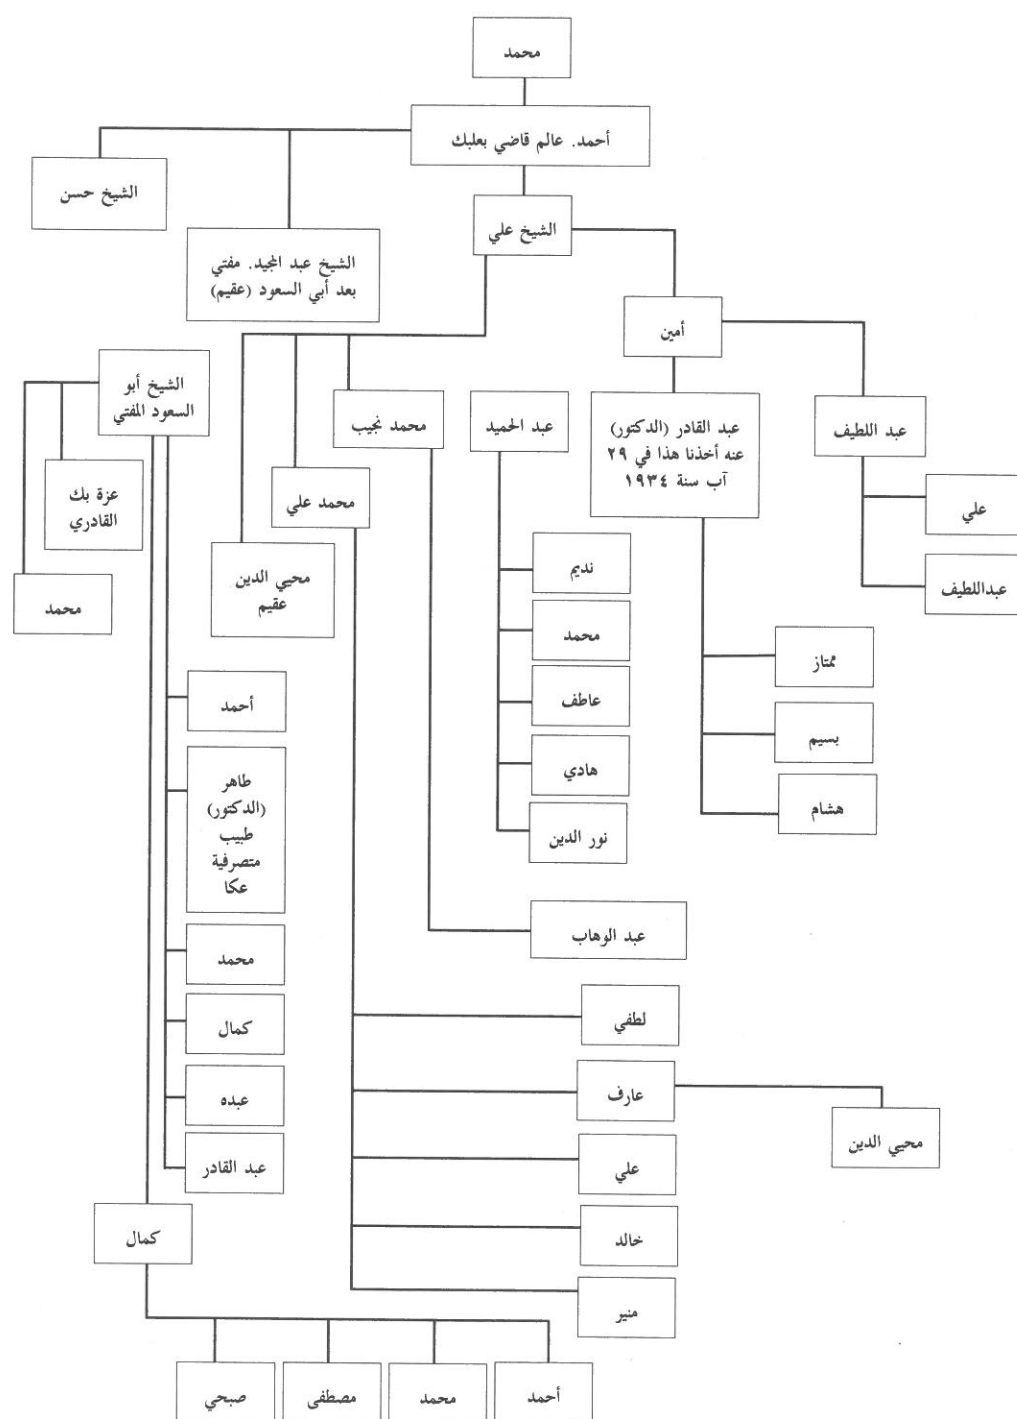 محمد
أحمد. عالم قاضي بعلبك
الشيخ حسن
الشيخ علي
الشيخ عبد المجيد. مفتي
بعد أبي السعود (عقيم)
أمين
الشيخ أبو
السعود المفتي
محمد نجيب
عبد الحميد
عبد القادر (الدكتور)
عنه أخذنا هذا في ٢٩
آب سنة ١٩٣٤
عبد اللطيف
عزة بك
القادري
محمد علي
علي
محيي الدين
عقيم
محمد
نديم
عبداللطيف
محمد
ممتاز
أحمد
عاطف
بسيم
هادي
طاهر
(الدكتور)
طبيب
متصرفية
عكا
هشام
نور الدين
محمد
عبد الوهاب
كمال
لطفي
عبده
عارف
محيي الدين
عبد القادر
علي
كمال
خالد
منير
أحمد
محمد
مصطفى
صبحي